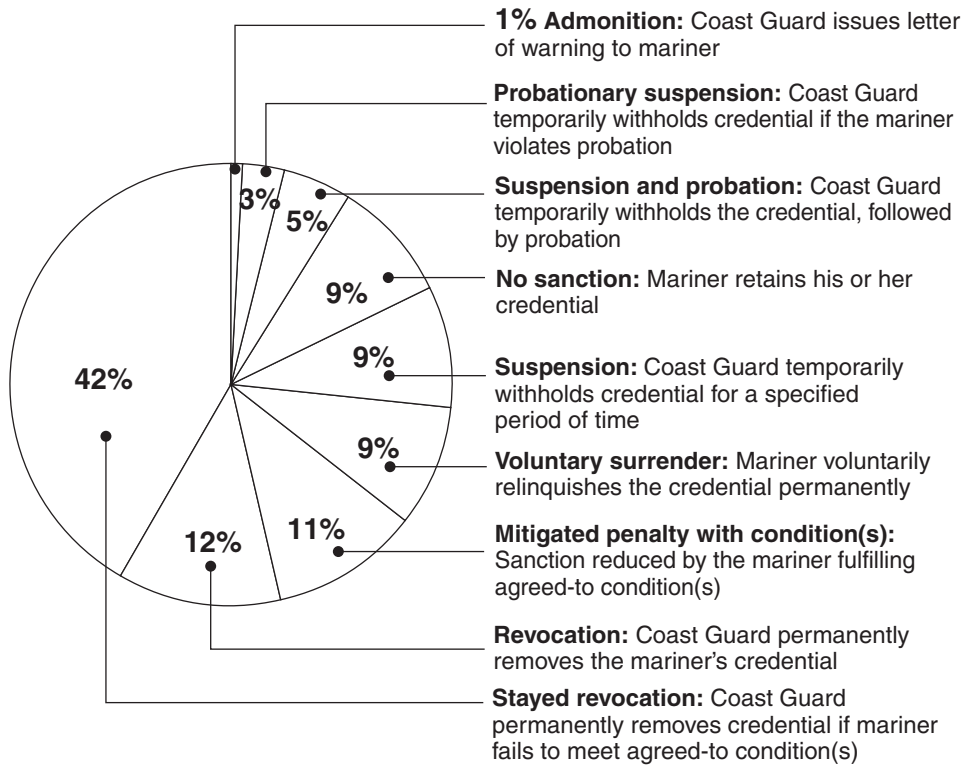 1% Admonition: Coast Guard issues letter
of warning to mariner
Probationary suspension: Coast Guard
temporarily withholds credential if the mariner
violates probation
3%
Suspension and probation: Coast Guard
temporarily withholds the credential, followed
by probation
5%
No sanction: Mariner retains his or her
credential
9%
Suspension: Coast Guard temporarily
withholds credential for a specified
period of time
9%
Voluntary surrender: Mariner voluntarily
relinquishes the credential permanently
9%
Mitigated penalty with condition(s):
Sanction reduced by the mariner fulfilling
agreed-to condition(s)
11%
Revocation: Coast Guard permanently
removes the mariner’s credential
12%
Stayed revocation: Coast Guard
permanently removes credential if mariner
fails to meet agreed-to condition(s)
42%